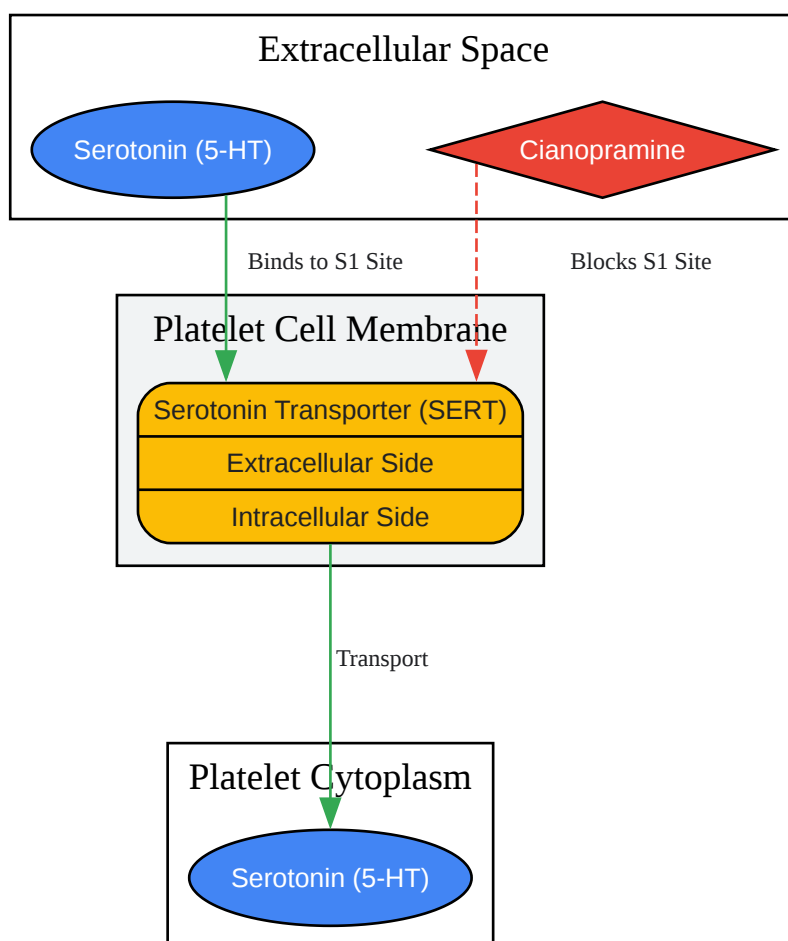 Extracellular Space
Serotonin (5-HT)
Cianopramine
Binds to S1 Site
Blocks S1 Site
Platelet Cell Membrane
Serotonin Transporter (SERT)
Extracellular Side
Intracellular Side
Transport
Platelet Cytoplasm
Serotonin (5-HT)